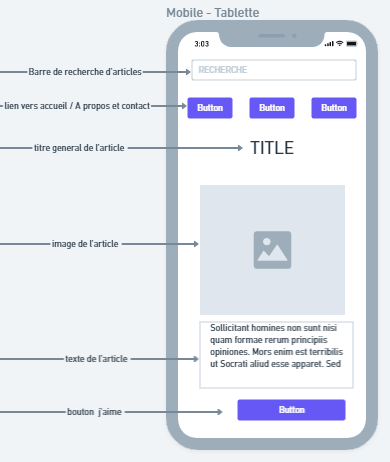 Mobile - Tablette
3:03
Barre de recherche d'articles
RECHERCHE
lien vers accueil / A propos et contact
Button Button Button
titre general de l'article
TITLE
image de l'article
Sollicitant homines non sunt nisi
quam formae rerum principiis
opiniones. Mors enim est terribilis
ut Socrati aliud esse apparet. Sed
texte de l'article
bouton j'aime
Button